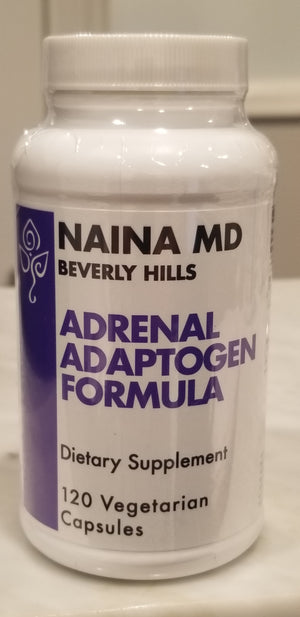 NAINA MD
BEVERLY HILLS
ADRENAL
ADAPTOGEN
FORMULA
Dietary Supplement
120 Vegetarian
Capsules